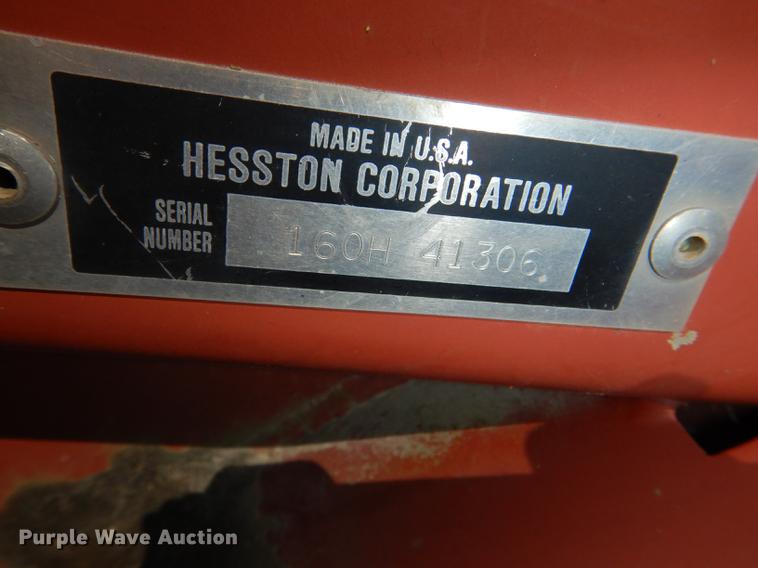 MADE IN U.S.A.
HESSTON CORPORATION
SERIAL
NUMBER
160H 41306
Purple Wave Auction